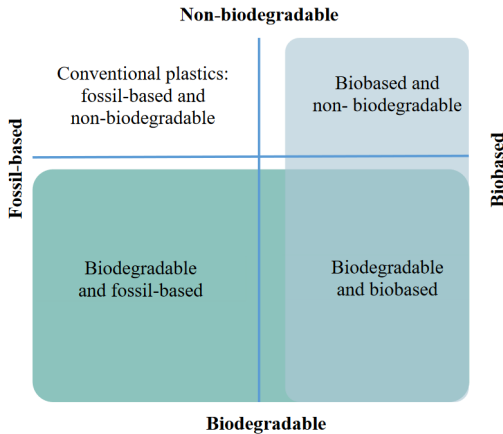 Non-biodegradable
Conventional plastics:
fossil-based and
non-biodegradable
Biobased and
non- biodegradable
Fossil-based
Biobased
Biodegradable
and fossil-based
Biodegradable
and biobased
Biodegradable